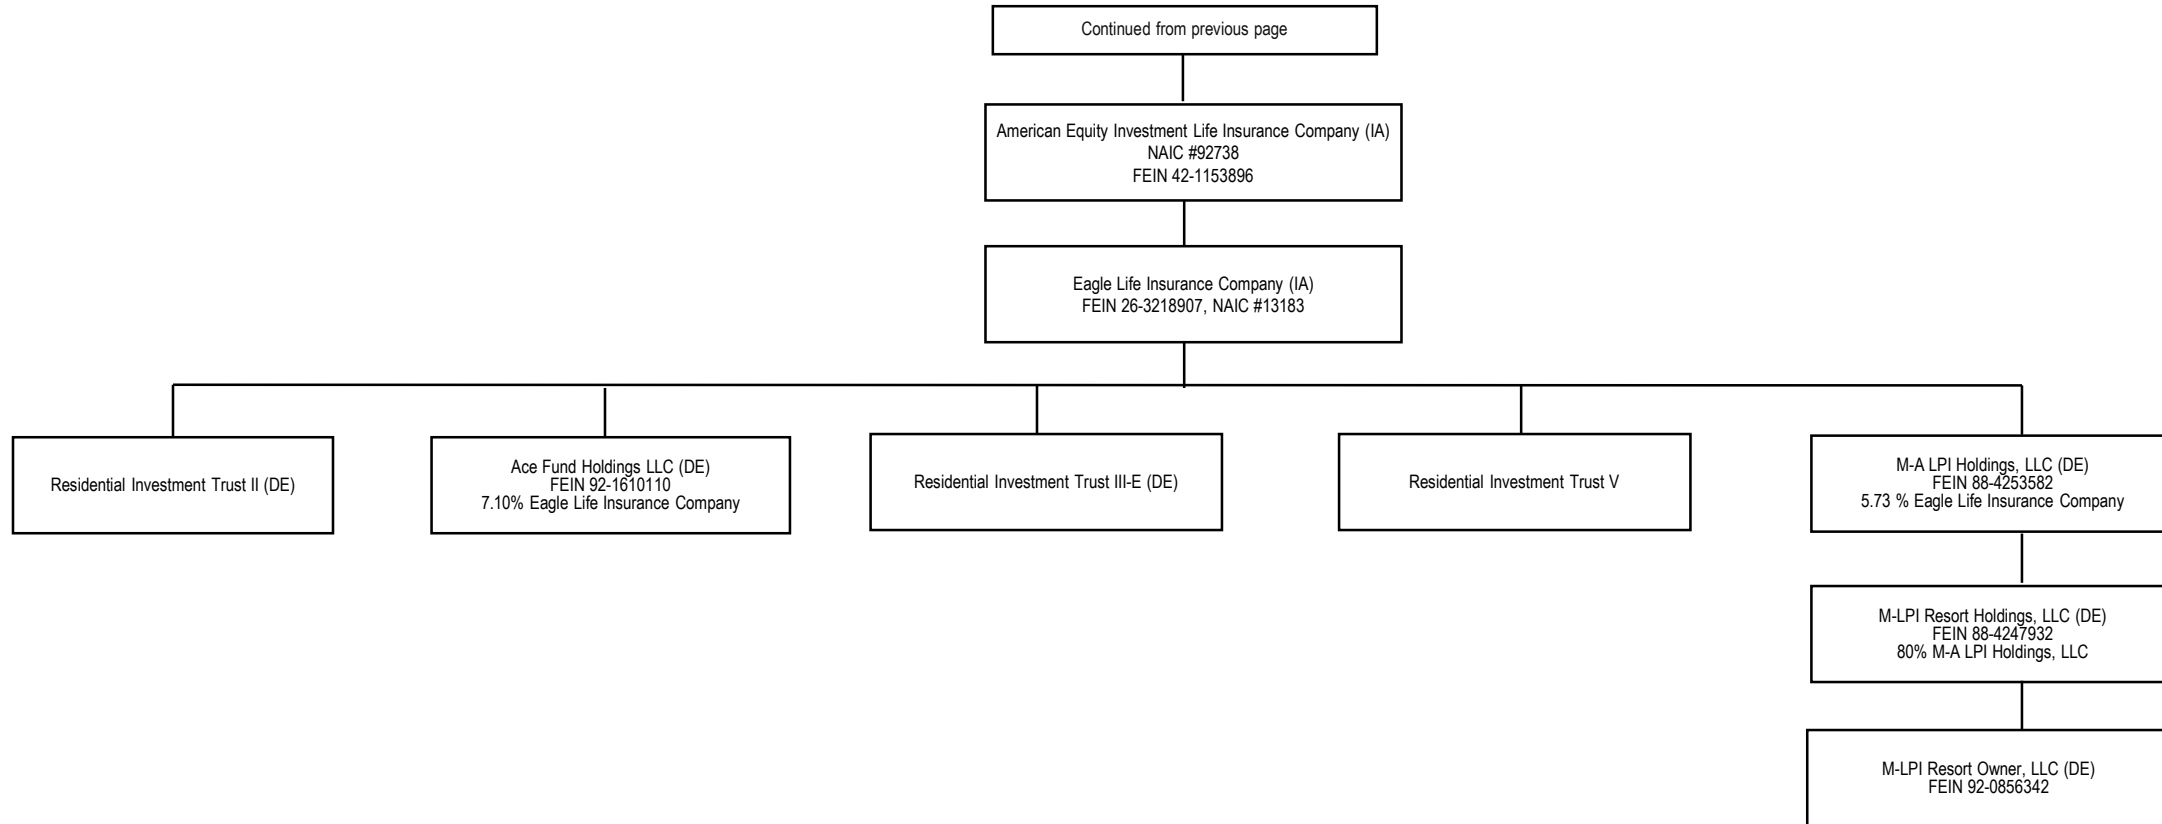 Continued from previous page
American Equity Investment Life Insurance Company (IA)
NAIC #92738
FEIN 42-1153896
Eagle Life Insurance Company (IA)
FEIN 26-3218907, NAIC #13183
Residential Investment Trust II (DE)
Ace Fund Holdings LLC (DE)
FEIN 92-1610110
7.10% Eagle Life Insurance Company
Residential Investment Trust III-E (DE)
Residential Investment Trust V
M-A LPI Holdings, LLC (DE)
FEIN 88-4253582
5.73 % Eagle Life Insurance Company
M-LPI Resort Holdings, LLC (DE)
FEIN 88-4247932
80% M-A LPI Holdings, LLC
M-LPI Resort Owner, LLC (DE)
FEIN 92-0856342